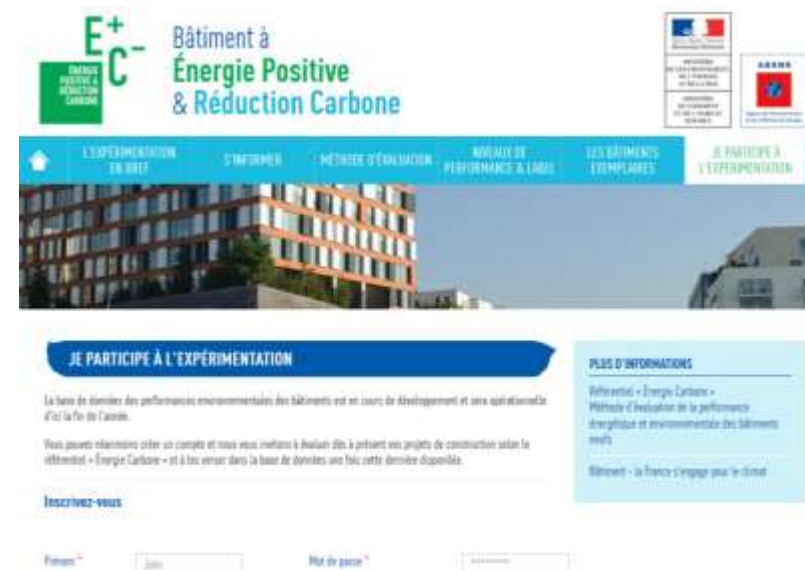 E+
C-
ÉNERGIE
POSITIVE &
RÉDUCTION
CARBONE
Bâtiment à
Énergie Positive
& Réduction Carbone
ADEME
L'EXPÉRIMENTATION
EN BREF
S'INFORMER
MÉTHODE D'ÉVALUATION
NIVEAUX DE
PERFORMANCE & LABEL
LES BÂTIMENTS
EXEMPLAIRES
JE PARTICIPE À
L'EXPÉRIMENTATION
JE PARTICIPE À L'EXPÉRIMENTATION
La base de données des performances environnementales des bâtiments est en cours de développement et sera opérationnelle
d'ici la fin de l'année.
Vous pouvez néanmoins créer un compte et nous vous invitons à évaluer dès à présent vos projets de construction selon le
référentiel « Énergie Carbone » et à les verser dans la base de données une fois cette dernière disponible.
Inscrivez-vous
Prénom *
John
Mot de passe *
PLUS D'INFORMATIONS
Référentiel « Énergie Carbone »
Méthode d'évaluation de la performance
énergétique et environnementale des bâtiments
neufs
Bâtiment - la France s'engage pour le climat